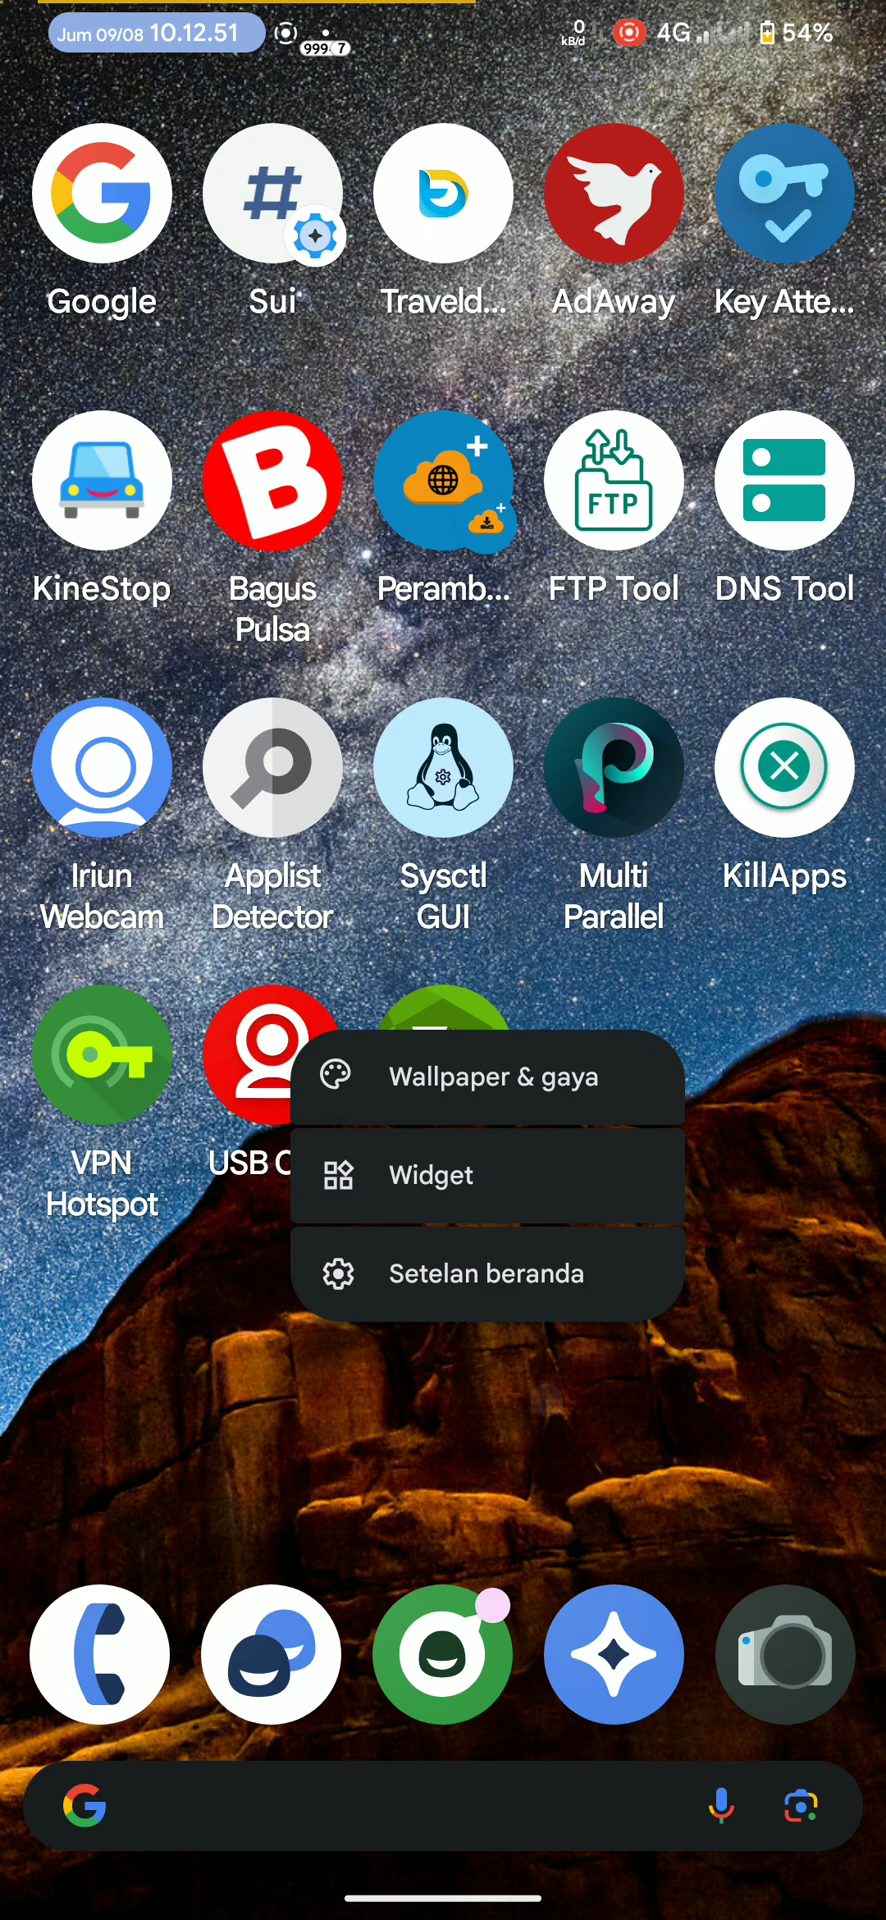 Jum 09/08 10.12.51
999 7
0
kB/d
4G
54%
Google
Sui
Traveld...
AdAway
Key Atte...
FTP
KineStop
Bagus
Pulsa
Peramb...
FTP Tool
DNS Tool
Iriun
Webcam
Applist
Detector
Sysctl
GUI
Multi
Parallel
KillApps
VPN
Hotspot
USB
Wallpaper & gaya
Widget
Setelan beranda